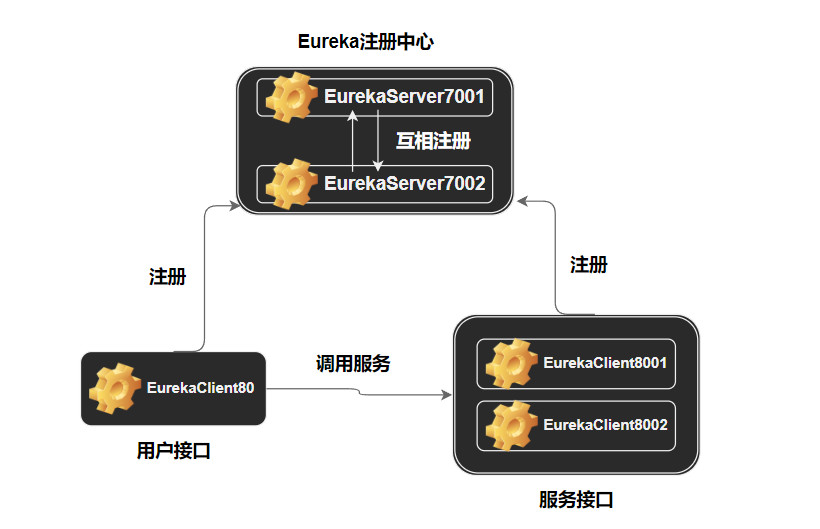 Eureka注册中心
EurekaServer7001
互相注册
EurekaServer7002
注册
注册
EurekaClient80
调用服务
EurekaClient8001
EurekaClient8002
用户接口
服务接口